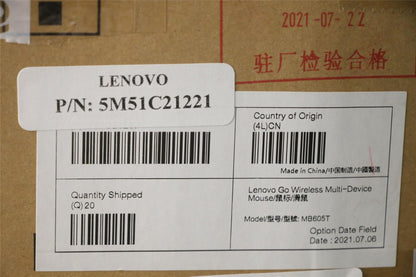 2021-07-22
驻厂检验合格
LENOVO
P/N: 5M51C21221
Country of Origin
(4L)CN
Made in China/中国制造/中國製造
Quantity Shipped
(Q)20
Lenovo Go Wireless Multi-Device
Mouse/鼠标/滑鼠
Model/型号/型號: MB605T
Option Date Field
Date : 2021.07.06